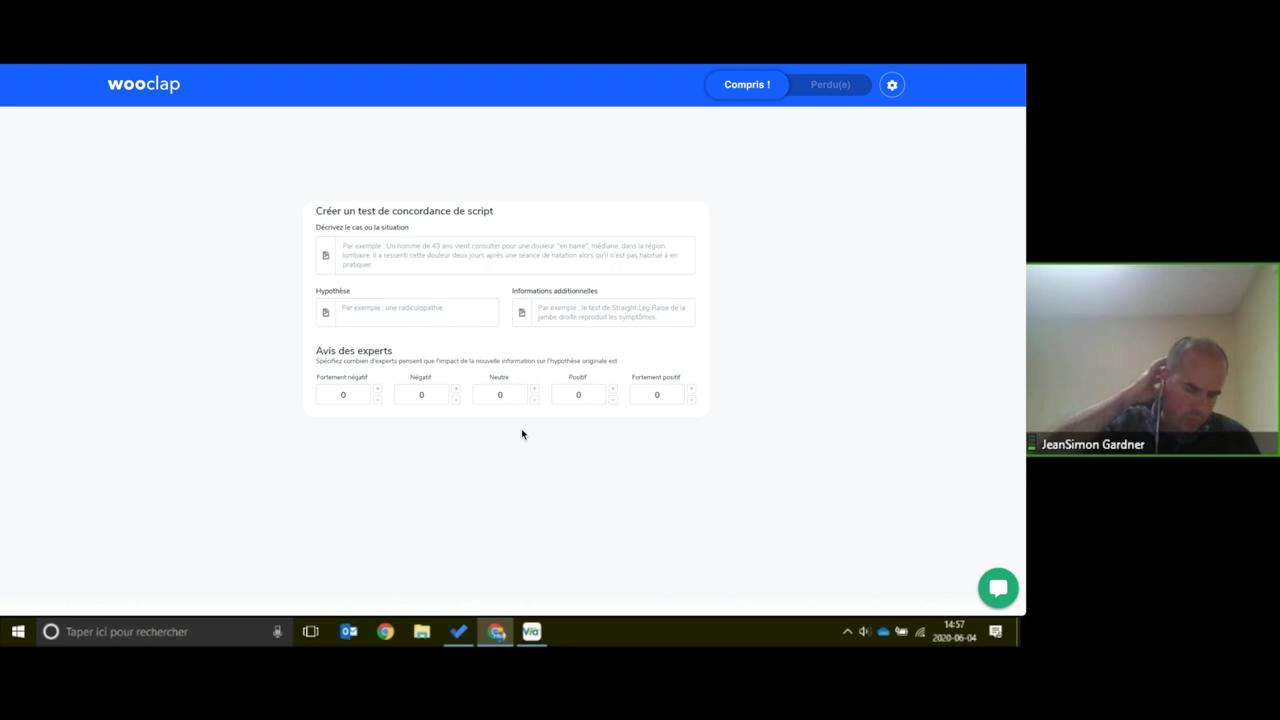 wooclap
Compris !
Perdu(e)
Créer un test de concordance de script
Décrivez le cas ou la situation
Par exemple : Un homme de 43 ans vient consulter pour une douleur "en barre", médiane, dans la région
lombaire. Il a ressenti cette douleur deux jours après une séance de natation alors qu'il n'est pas habitué à en
pratiquer.
Hypothèse
Informations additionnelles
Par exemple : une radiculopathie.
Par exemple : le test de Straight Leg Raise de la
jambe droite reproduit les symptômes.
Avis des experts
Spécifiez combien d'experts pensent que l'impact de la nouvelle information sur l'hypothèse originale est
Fortement négatif
Négatif
Neutre
Positif
Fortement positif
0
0
0
0
0
JeanSimon Gardner
Taper ici pour rechercher
Via
14:57
2020-06-04